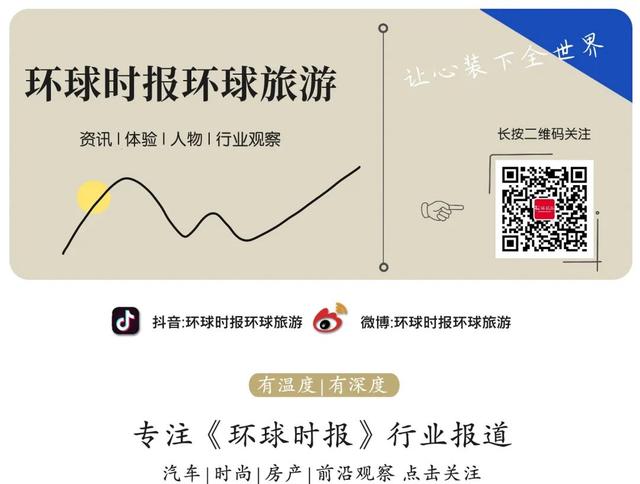 让心装下全世界
环球时报环球旅游
资讯|体验|人物|行业观察
长按二维码关注
抖音:环球时报环球旅游
微博:环球时报环球旅游
有温度|有深度
专注《环球时报》行业报道
汽车|时尚|房产|前沿观察 点击关注